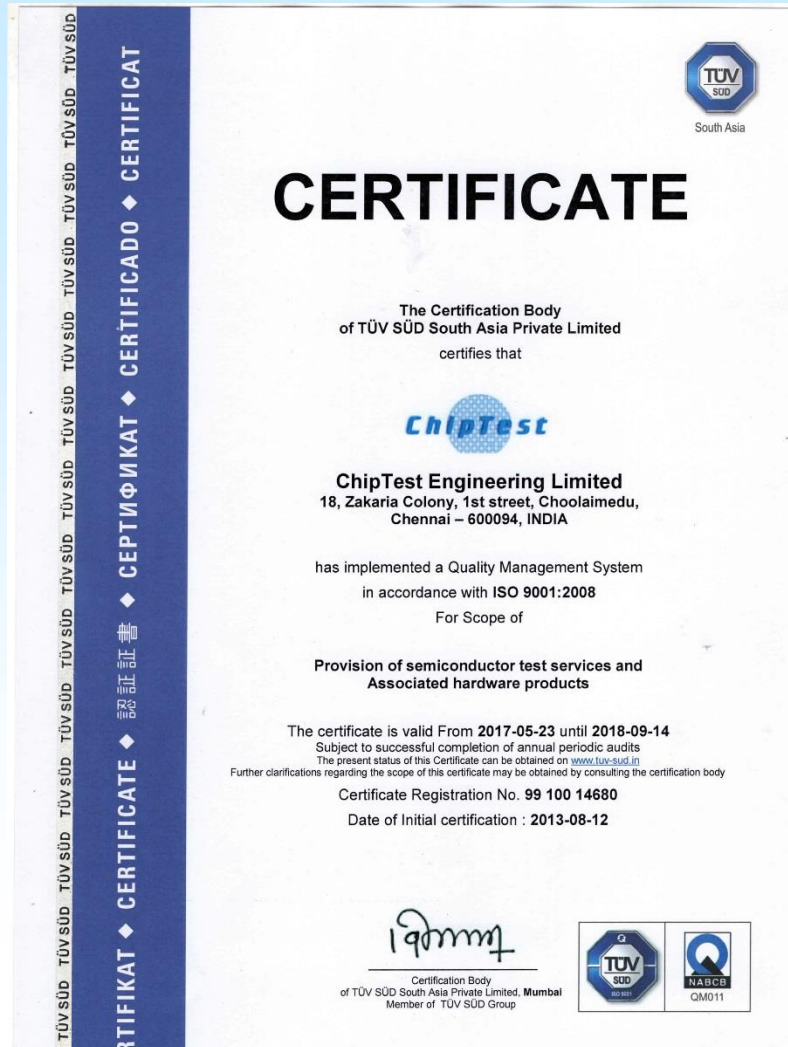 TÜV SÜD TÜV SÜD TÜV SÜD TÜV SÜD TÜV SÜD TÜV SÜD TÜV SÜD TÜV SÜD TÜV SÜD TÜV SÜD TÜV SÜD
RTIFIKAT ◆ CERTIFICATE ◆ 認証証書 ◆ СЕРТИФИКАТ ◆ CERTIFICADO ◆ CERTIFICAT
TÜV
SÜD
South Asia
CERTIFICATE
The Certification Body
of TÜV SÜD South Asia Private Limited
certifies that
ChipTest
ChipTest Engineering Limited
18, Zakaria Colony, 1st street, Choolaimedu,
Chennai – 600094, INDIA
has implemented a Quality Management System
in accordance with ISO 9001:2008
For Scope of
Provision of semiconductor test services and
Associated hardware products
The certificate is valid From 2017-05-23 until 2018-09-14
Subject to successful completion of annual periodic audits
The present status of this Certificate can be obtained on www.tuv-sud.in
Further clarifications regarding the scope of this certificate may be obtained by consulting the certification body
Certificate Registration No. 99 100 14680
Date of Initial certification : 2013-08-12
Certification Body
of TÜV SÜD South Asia Private Limited, Mumbai
Member of TÜV SÜD Group
TÜV
SÜD
ISO 9001
NABCB
QM011